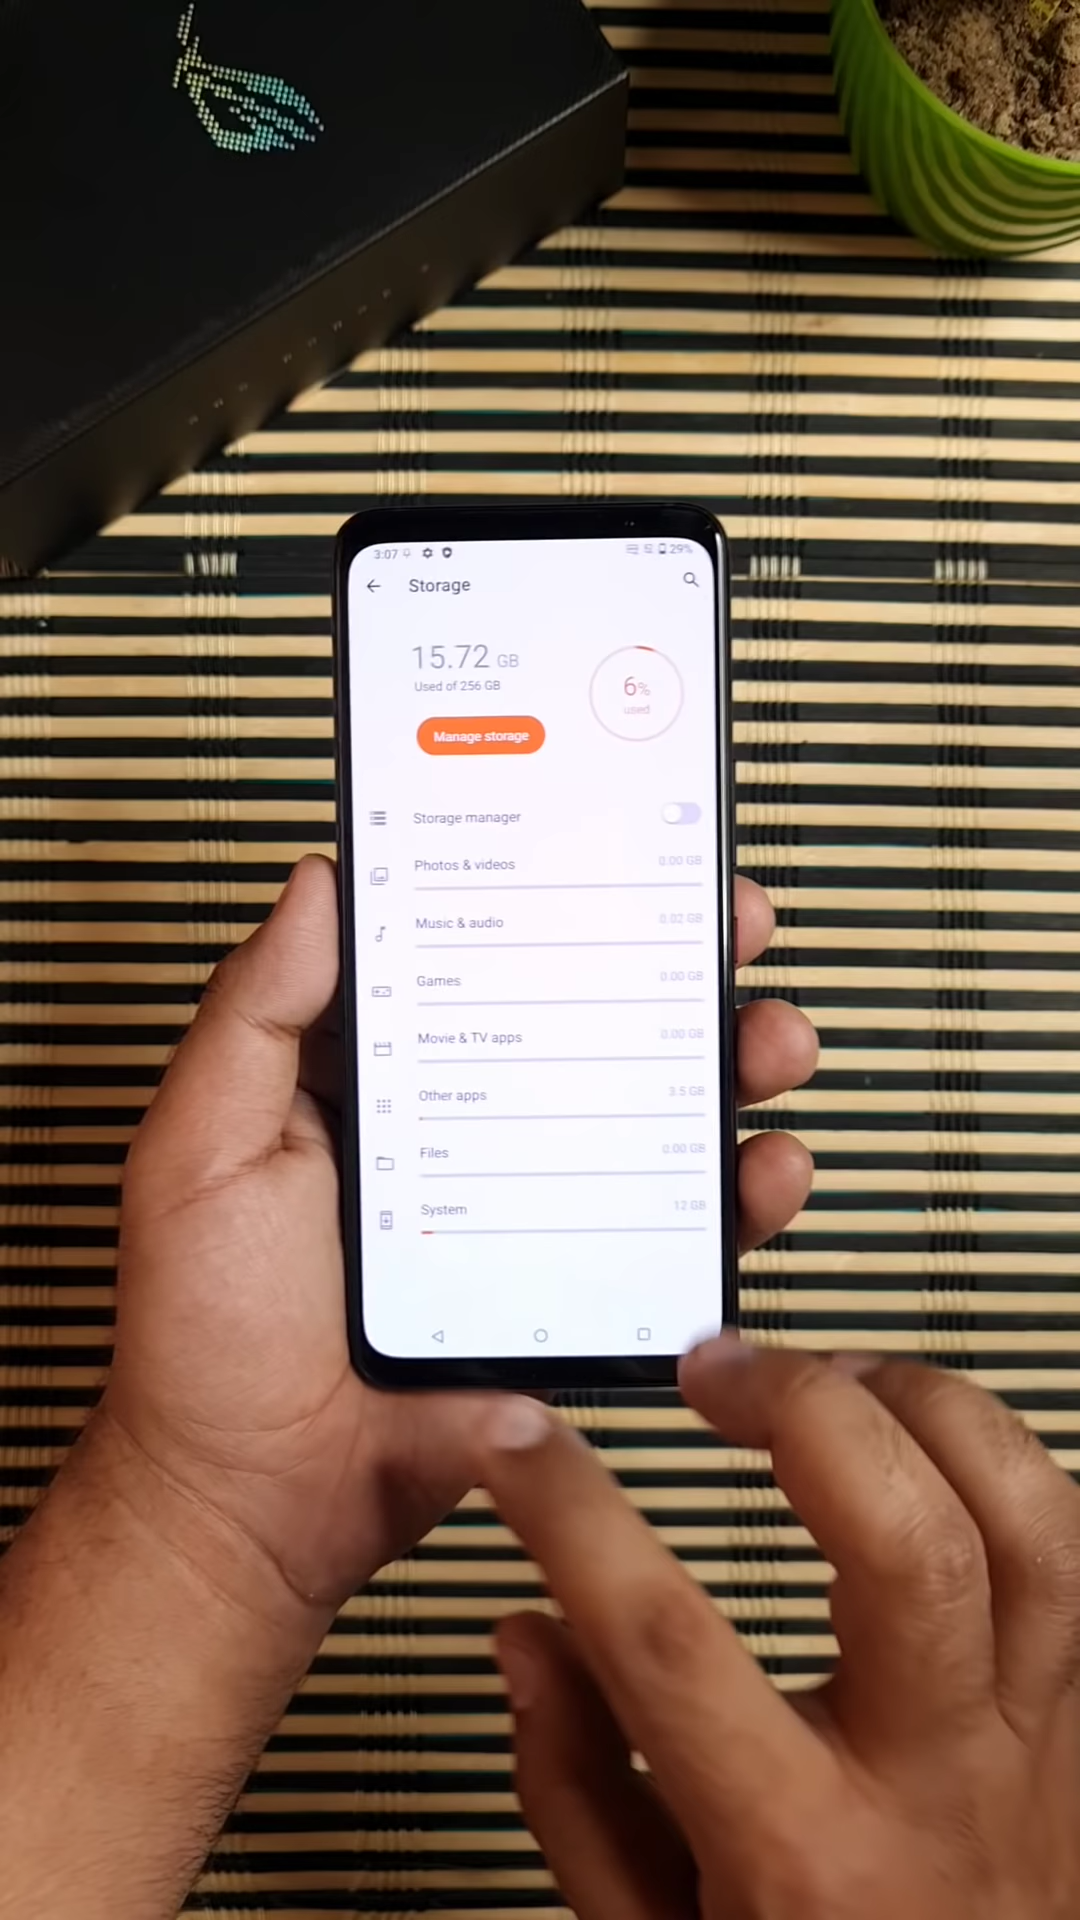 3:07 29%
Storage
15.72 GB
Used of 256 GB
6%
used
Manage storage
Storage manager
Photos & videos 0.00 GB
Music & audio 0.02 GB
Games 0.00 GB
Movie & TV apps 0.00 GB
Other apps 3.5 GB
Files 0.00 GB
System 12 GB